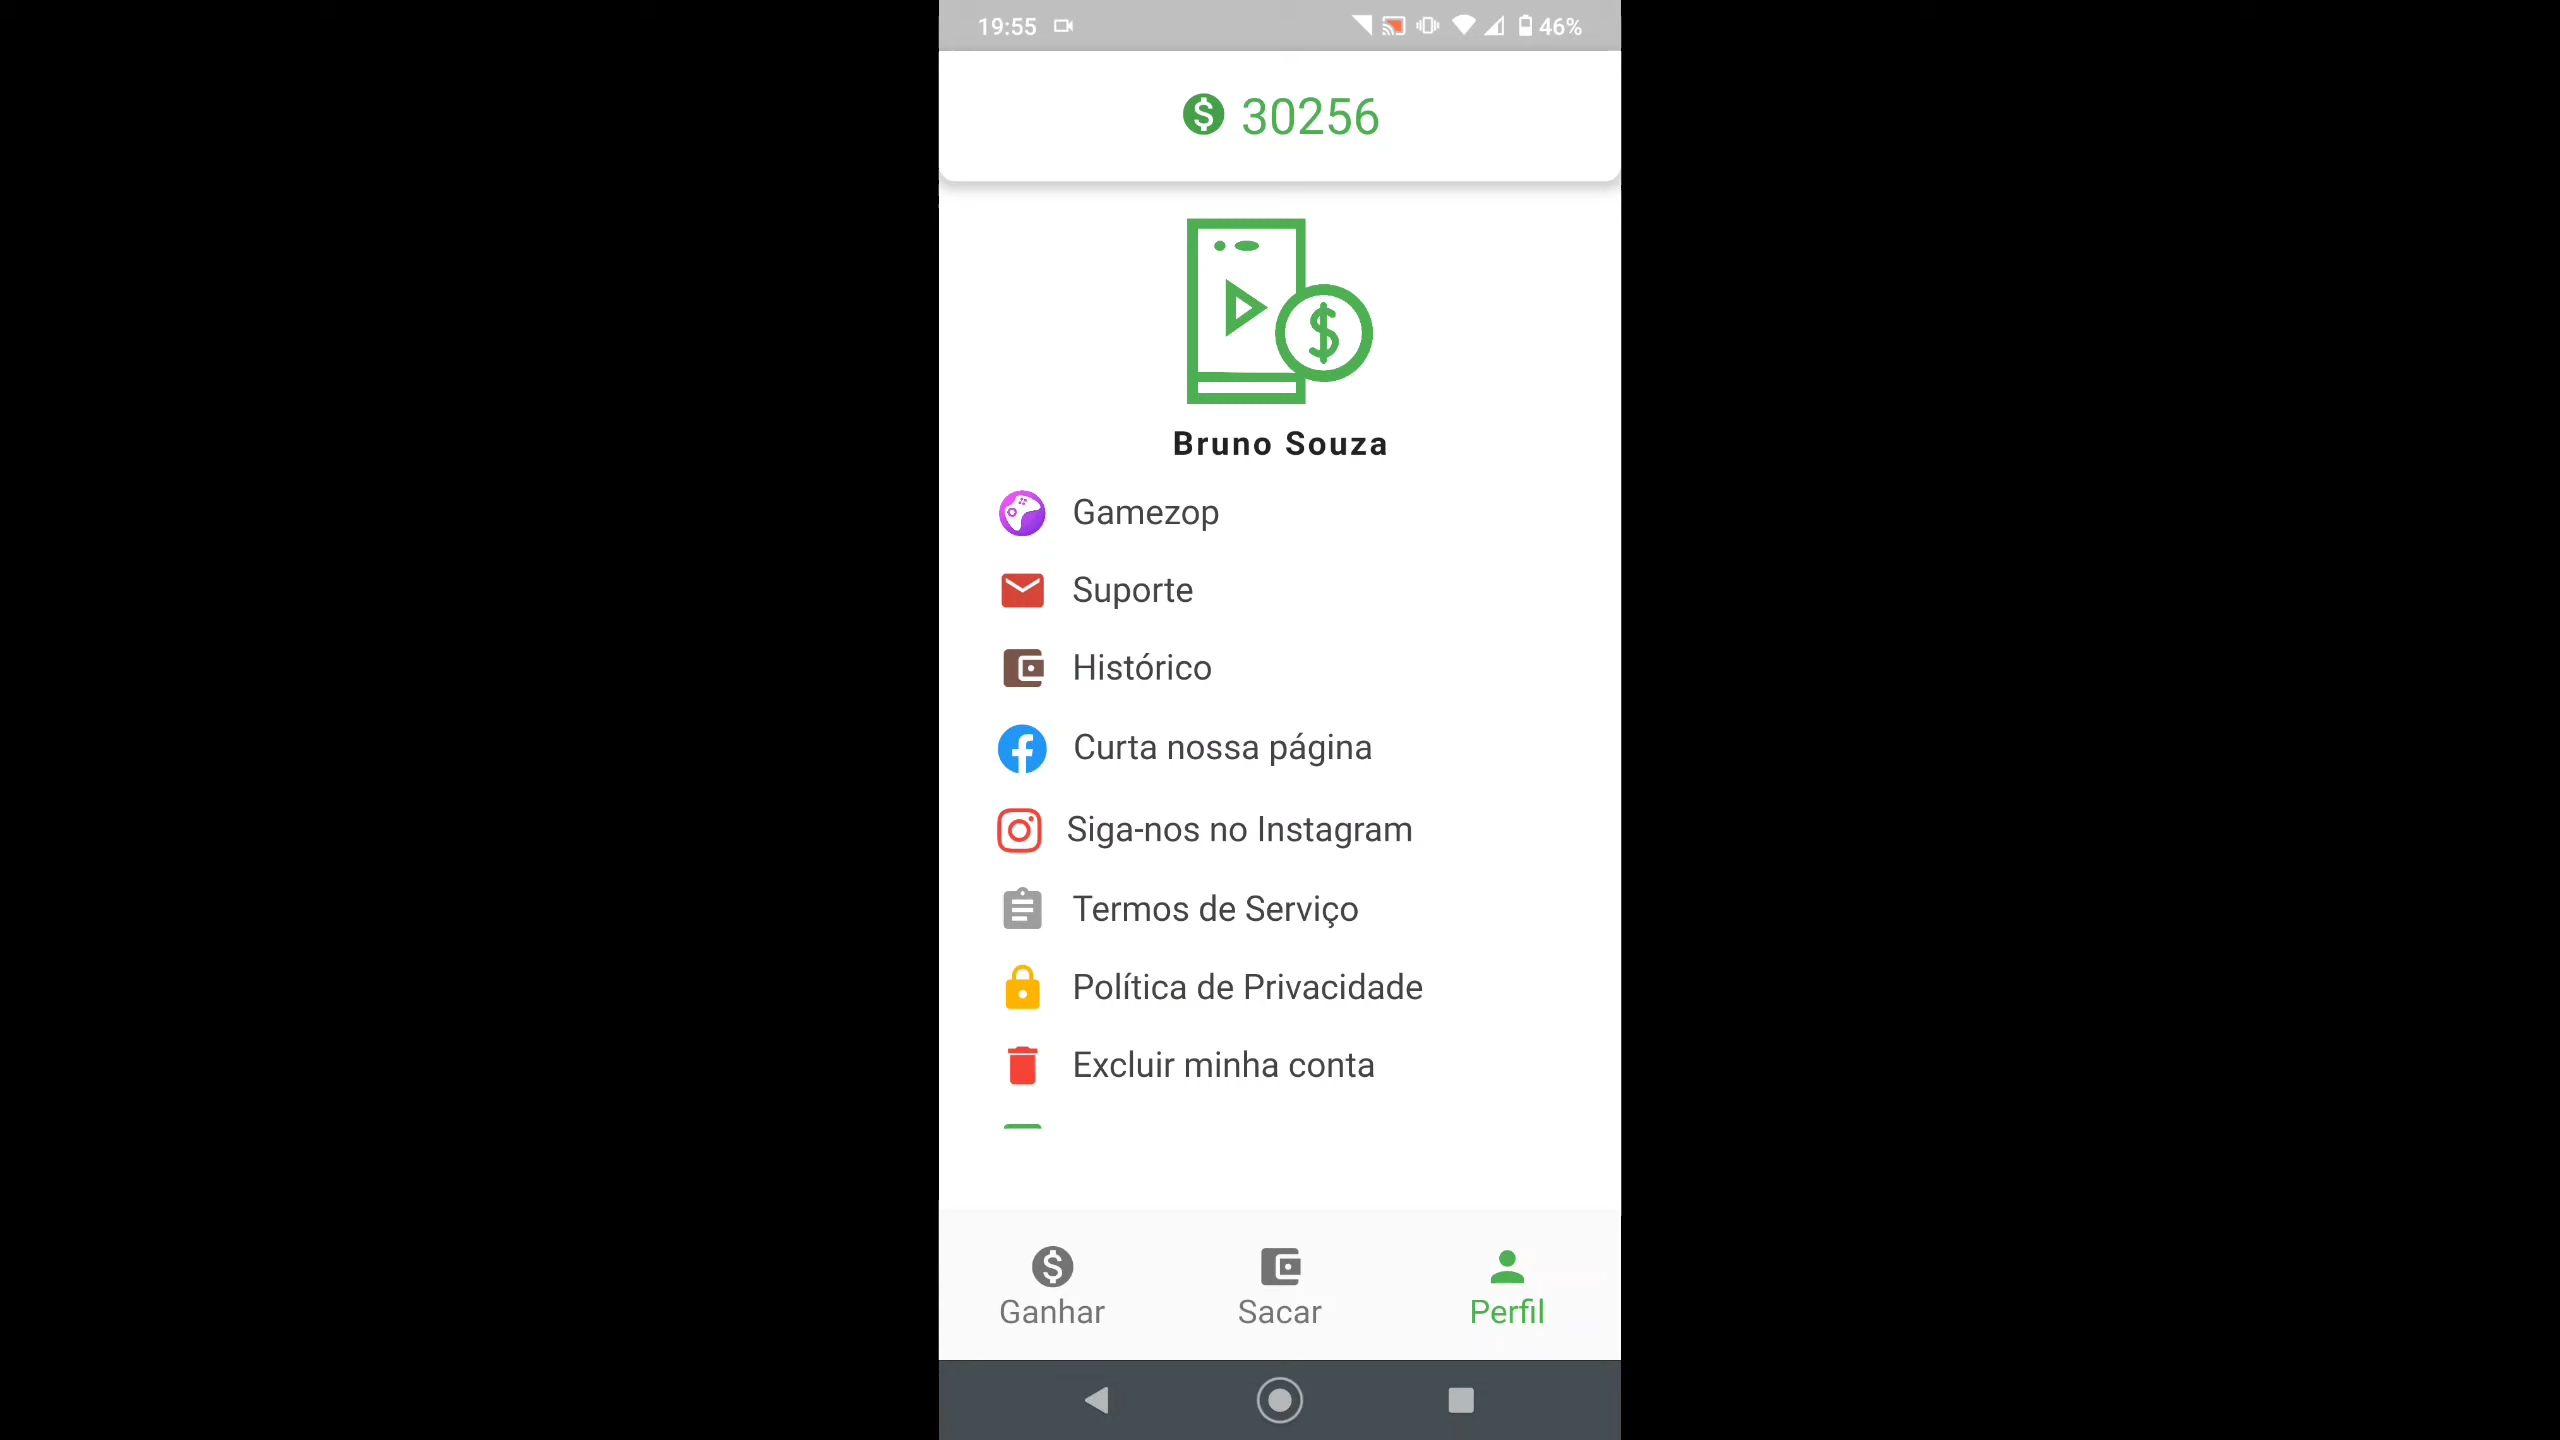 19:55 46%
$ 30256
$
Bruno Souza
Gamezop
Suporte
Histórico
Curta nossa página
Siga-nos no Instagram
Termos de Serviço
Política de Privacidade
Excluir minha conta
Ganhar Sacar Perfil